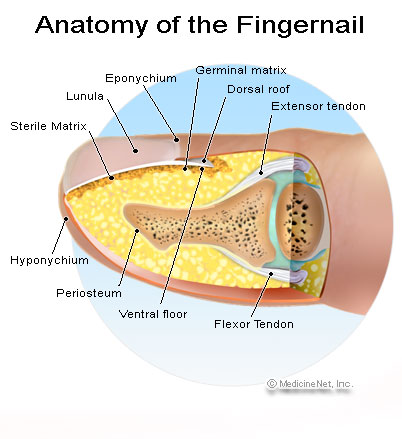 Anatomy of the Fingernail
Germinal matrix
Eponychium
Dorsal roof
Lunula
Extensor tendon
Sterile Matrix
Hyponychium
Periosteum
Ventral floor
Flexor Tendon
© MedicineNet, Inc.